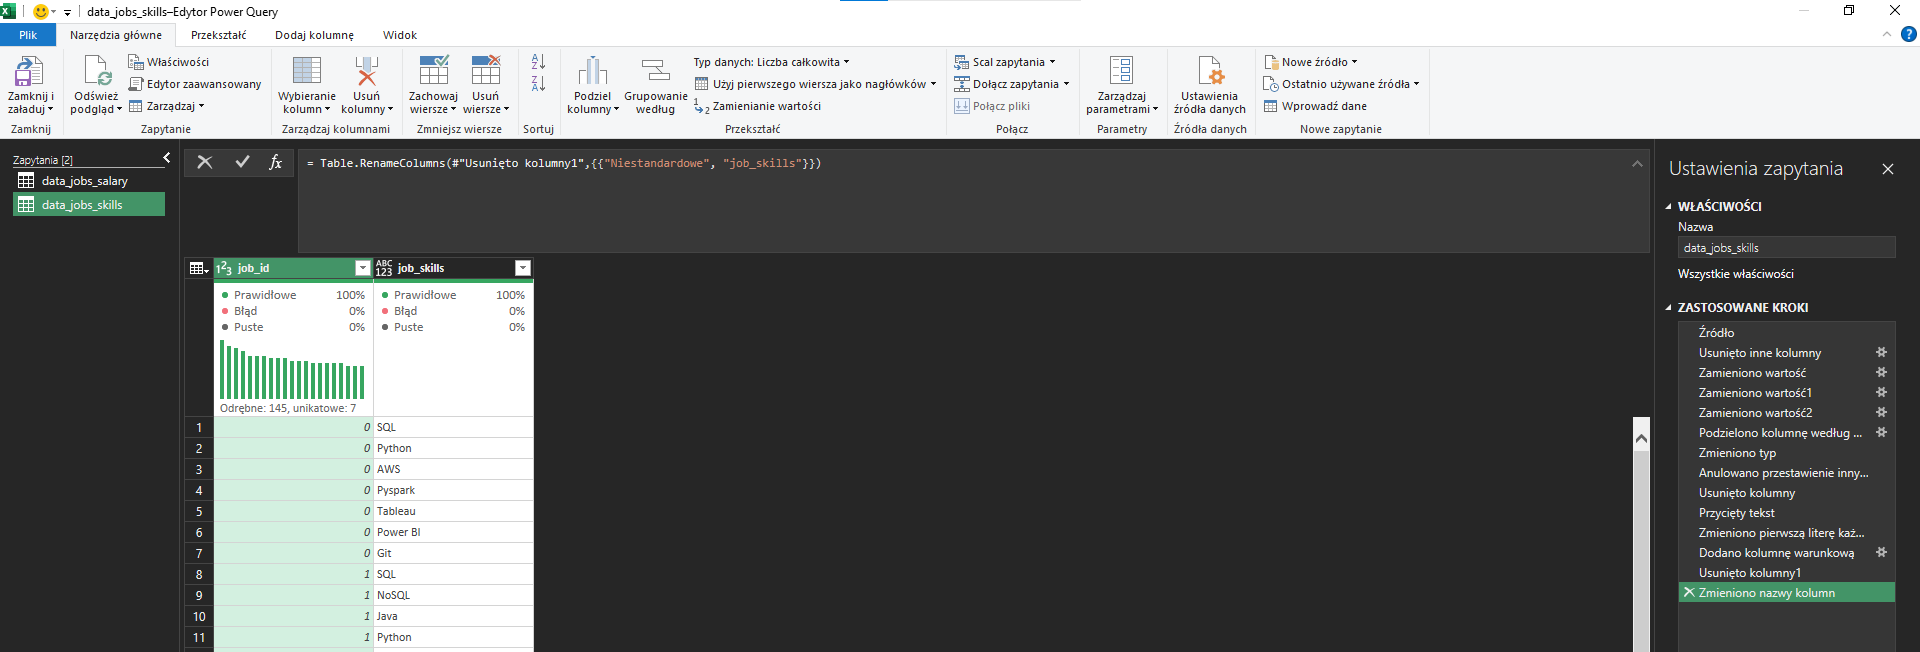 data_jobs_skills–Edytor Power Query
Plik
Narzędzia główne
Przekształć
Dodaj kolumnę
Widok
Zamknij i
załaduj
Zamknij
Odśwież
podgląd
Właściwości
Edytor zaawansowany
Zarządzaj
Zapytanie
Wybieranie
kolumn
Usuń
kolumny
Zarządzaj kolumnami
Zachowaj
wiersze
Usuń
wiersze
Zmniejsz wiersze
Sortuj
Podziel
kolumny
Grupowanie
według
Typ danych: Liczba całkowita
Użyj pierwszego wiersza jako nagłówków
Zamienianie wartości
Przekształć
Scal zapytania
Dołącz zapytania
Połącz pliki
Połącz
Zarządzaj
parametrami
Parametry
Ustawienia
źródła danych
Źródła danych
Nowe źródło
Ostatnio używane źródła
Wprowadź dane
Nowe zapytanie
Zapytania [2]
data_jobs_salary
data_jobs_skills
fx
= Table.RenameColumns(#"Usunięto kolumny1",{{"Niestandardowe", "job_skills"}})
123 job_id
ABC
123 job_skills
Prawidłowe 100%
Błąd 0%
Puste 0%
Odrębne: 145, unikatowe: 7
Prawidłowe 100%
Błąd 0%
Puste 0%
1 0 SQL
2 0 Python
3 0 AWS
4 0 Pyspark
5 0 Tableau
6 0 Power BI
7 0 Git
8 1 SQL
9 1 NoSQL
10 1 Java
11 1 Python
Ustawienia zapytania
WŁAŚCIWOŚCI
Nazwa
data_jobs_skills
Wszystkie właściwości
ZASTOSOWANE KROKI
Źródło
Usunięto inne kolumny
Zamieniono wartość
Zamieniono wartość1
Zamieniono wartość2
Podzielono kolumnę według ...
Zmieniono typ
Anulowano przestawienie inny...
Usunięto kolumny
Przycięty tekst
Zmieniono pierwszą literę każ...
Dodano kolumnę warunkową
Usunięto kolumny1
Zmieniono nazwy kolumn